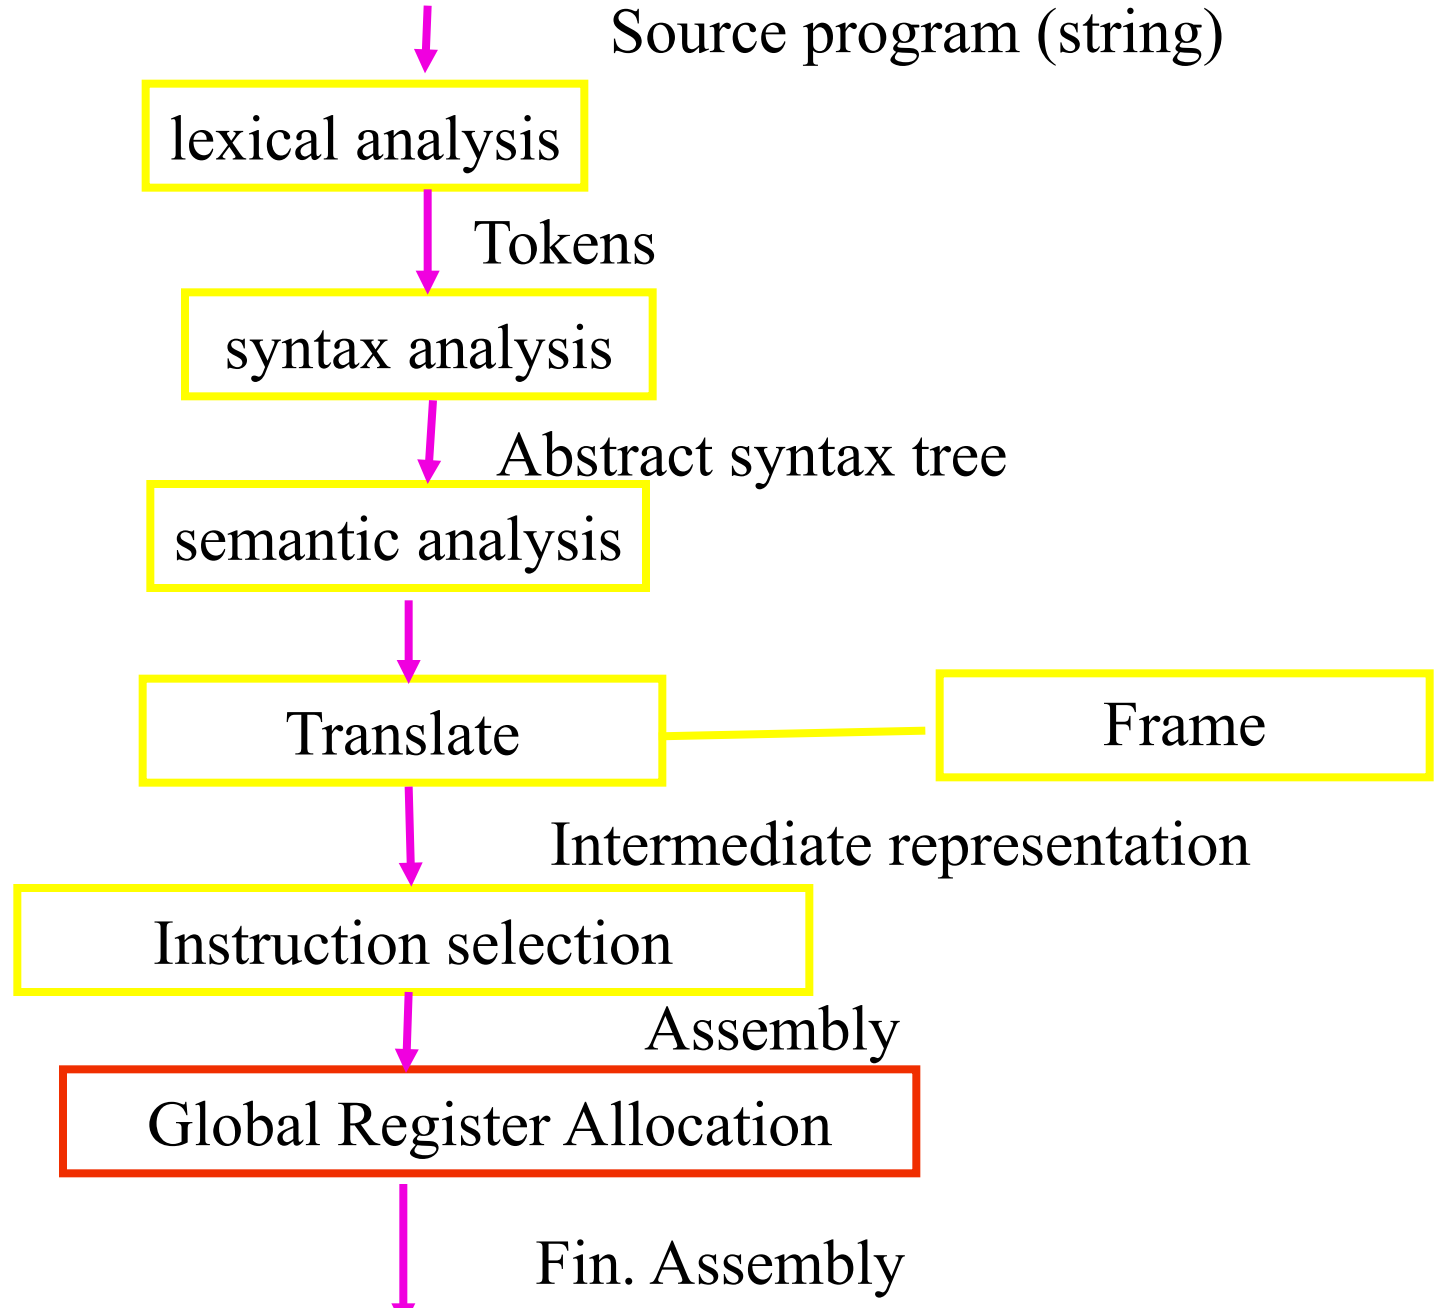 Source program (string)
lexical analysis
Tokens
syntax analysis
Abstract syntax tree
semantic analysis
Translate
Frame
Intermediate representation
Instruction selection
Assembly
Global Register Allocation
Fin. Assembly